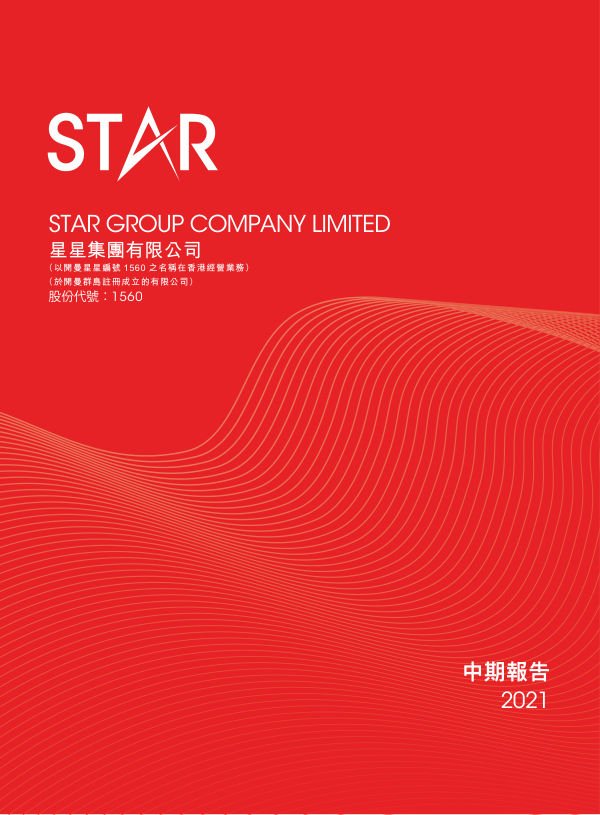 STAR
STAR GROUP COMPANY LIMITED
星星集團有限公司
（以開曼星星編號 1560 之名稱在香港經營業務）
（於開曼群島註冊成立的有限公司）
股份代號：1560
中期報告
2021